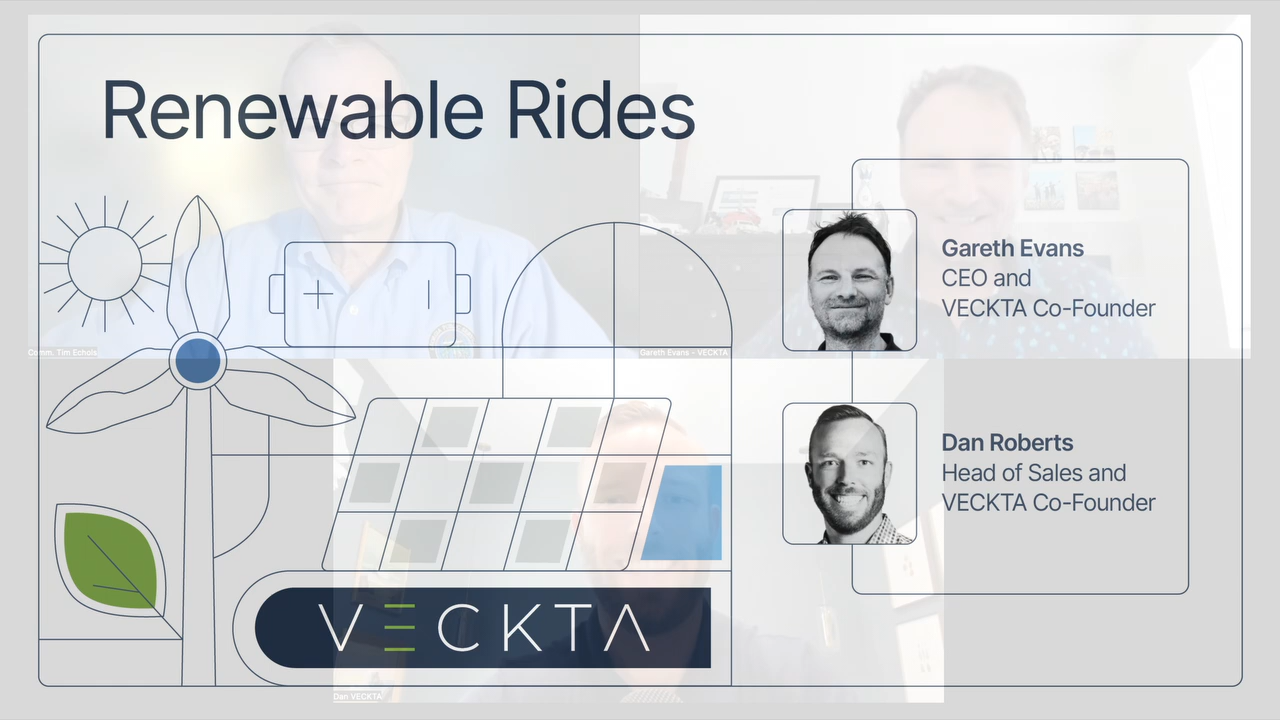 Renewable Rides
Gareth Evans
CEO and
VECKTA Co-Founder
Comm. Tim Echols
Gareth Evans - VECKTA
Dan Roberts
Head of Sales and
VECKTA Co-Founder
VECKTA
Dan VECKTA